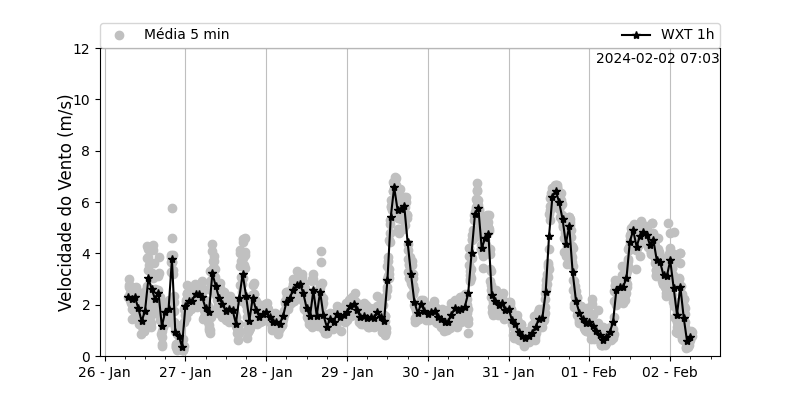 Média 5 min
WXT 1h
2024-02-02 07:03
Velocidade do Vento (m/s)
12
10
8
6
4
2
0
26 - Jan 27 - Jan 28 - Jan 29 - Jan 30 - Jan 31 - Jan 01 - Feb 02 - Feb